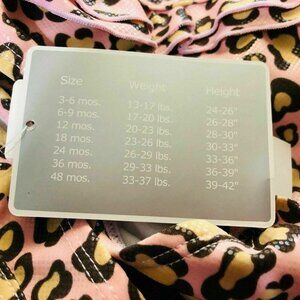 Size Weight Height
3-6 mos. 13-17 lbs. 24-26"
6-9 mos. 17-20 lbs. 26-28"
12 mos. 20-23 lbs. 28-30"
18 mos. 23-26 lbs. 30-33"
24 mos. 26-29 lbs. 33-36"
36 mos. 29-33 lbs. 36-39"
48 mos. 33-37 lbs. 39-42"